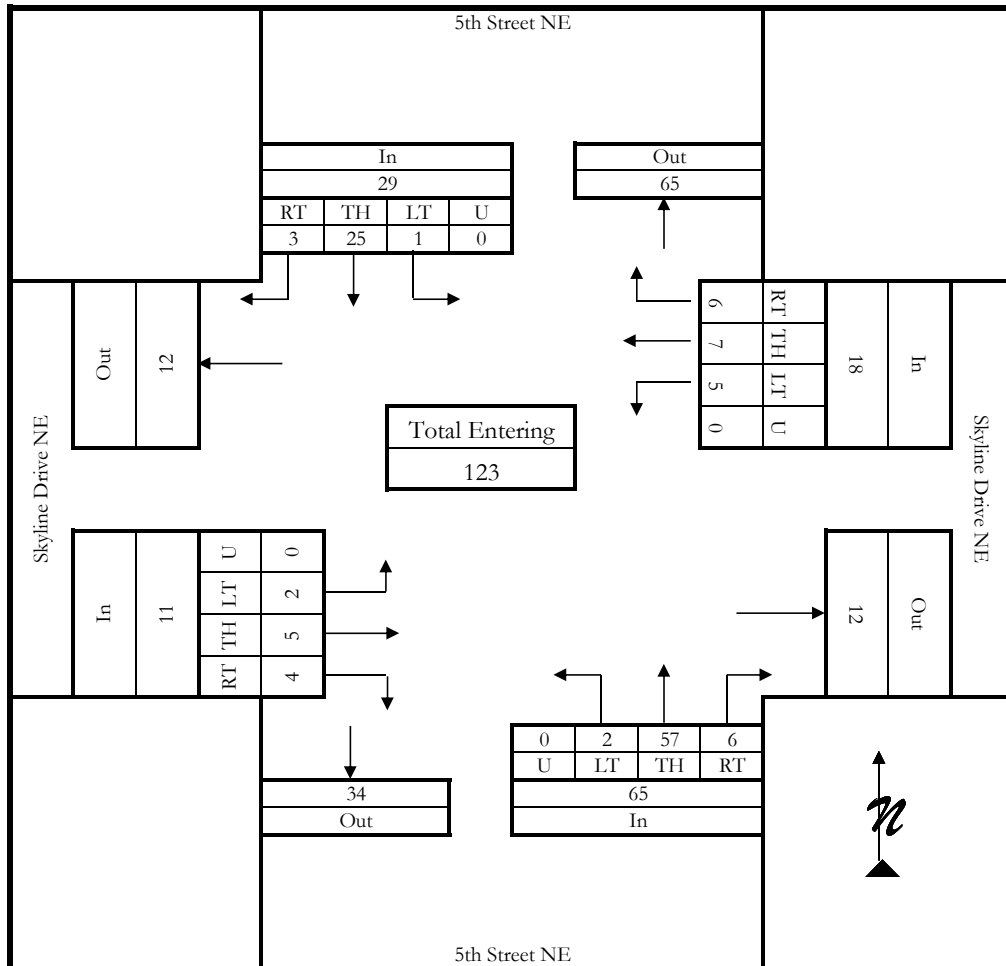 5th Street NE
In
29
RT TH LT U
3 25 1 0
Out
65
Out
12
6 RT
7 TH
5 LT
0 U
18
In
Skyline Drive NE
Total Entering
123
Skyline Drive NE
In
11
U 0
LT 2
TH 5
RT 4
12
Out
0 2 57 6
U LT TH RT
65
In
34
Out
N
5th Street NE